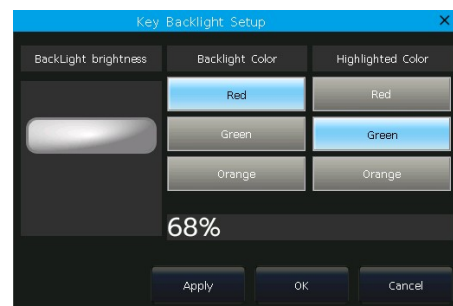 Key Backlight Setup
BackLight brightness
Backlight Color
Highlighted Color
Red
Red
Green
Green
Orange
Orange
68%
Apply
OK
Cancel